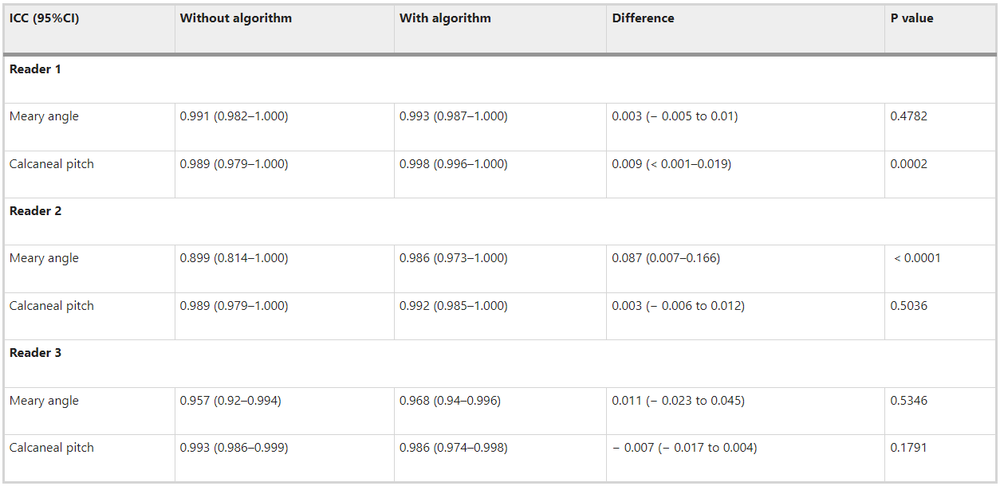 ICC (95%CI) Without algorithm With algorithm Difference P value
Reader 1
Meary angle 0.991 (0.982–1.000) 0.993 (0.987–1.000) 0.003 (− 0.005 to 0.01) 0.4782
Calcaneal pitch 0.989 (0.979–1.000) 0.998 (0.996–1.000) 0.009 (< 0.001–0.019) 0.0002
Reader 2
Meary angle 0.899 (0.814–1.000) 0.986 (0.973–1.000) 0.087 (0.007–0.166) < 0.0001
Calcaneal pitch 0.989 (0.979–1.000) 0.992 (0.985–1.000) 0.003 (− 0.006 to 0.012) 0.5036
Reader 3
Meary angle 0.957 (0.92–0.994) 0.968 (0.94–0.996) 0.011 (− 0.023 to 0.045) 0.5346
Calcaneal pitch 0.993 (0.986–0.999) 0.986 (0.974–0.998) − 0.007 (− 0.017 to 0.004) 0.1791